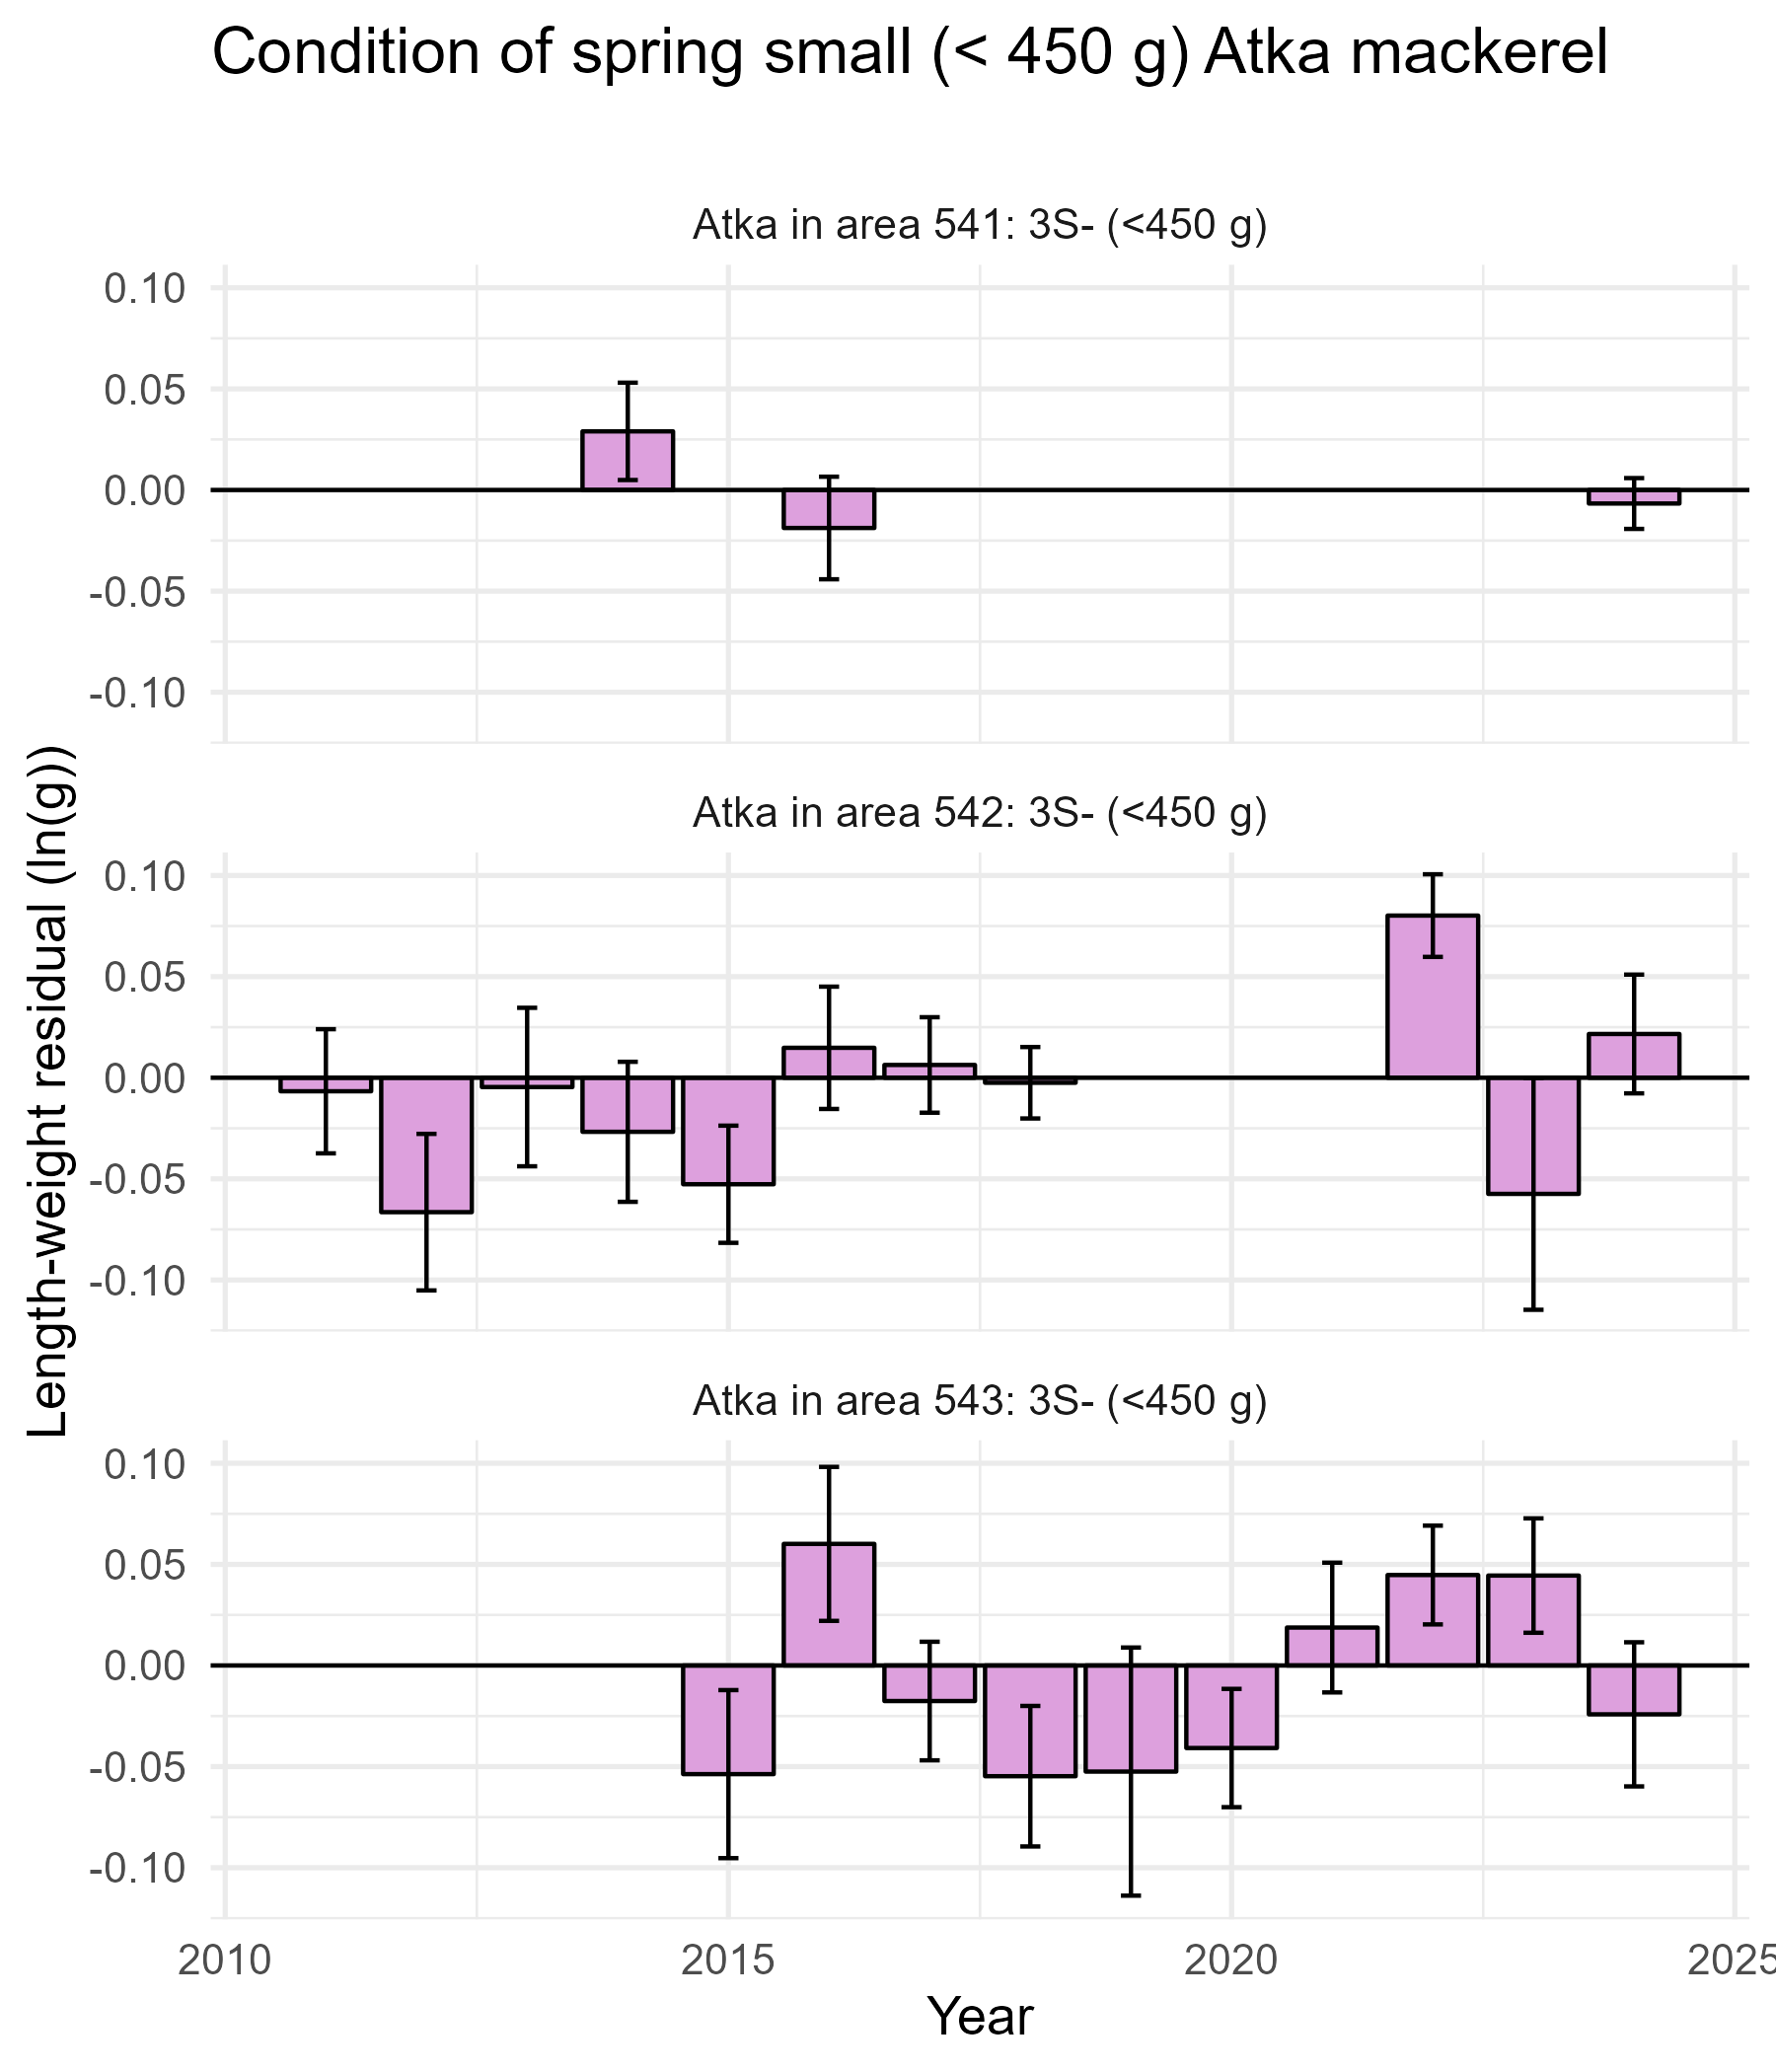 Condition of spring small (< 450 g) Atka mackerel
Length-weight residual (ln(g))
Atka in area 541: 3S- (<450 g)
0.10
0.05
0.00
-0.05
-0.10
Atka in area 542: 3S- (<450 g)
0.10
0.05
0.00
-0.05
-0.10
Atka in area 543: 3S- (<450 g)
0.10
0.05
0.00
-0.05
-0.10
2010 2015 2020 2025
Year